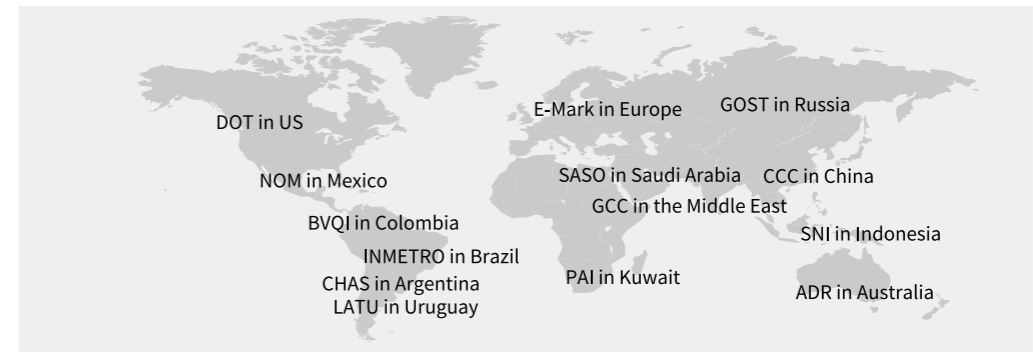 E-Mark in Europe
GOST in Russia
DOT in US
SASO in Saudi Arabia
CCC in China
NOM in Mexico
GCC in the Middle East
BVQI in Colombia
SNI in Indonesia
INMETRO in Brazil
PAI in Kuwait
CHAS in Argentina
ADR in Australia
LATU in Uruguay